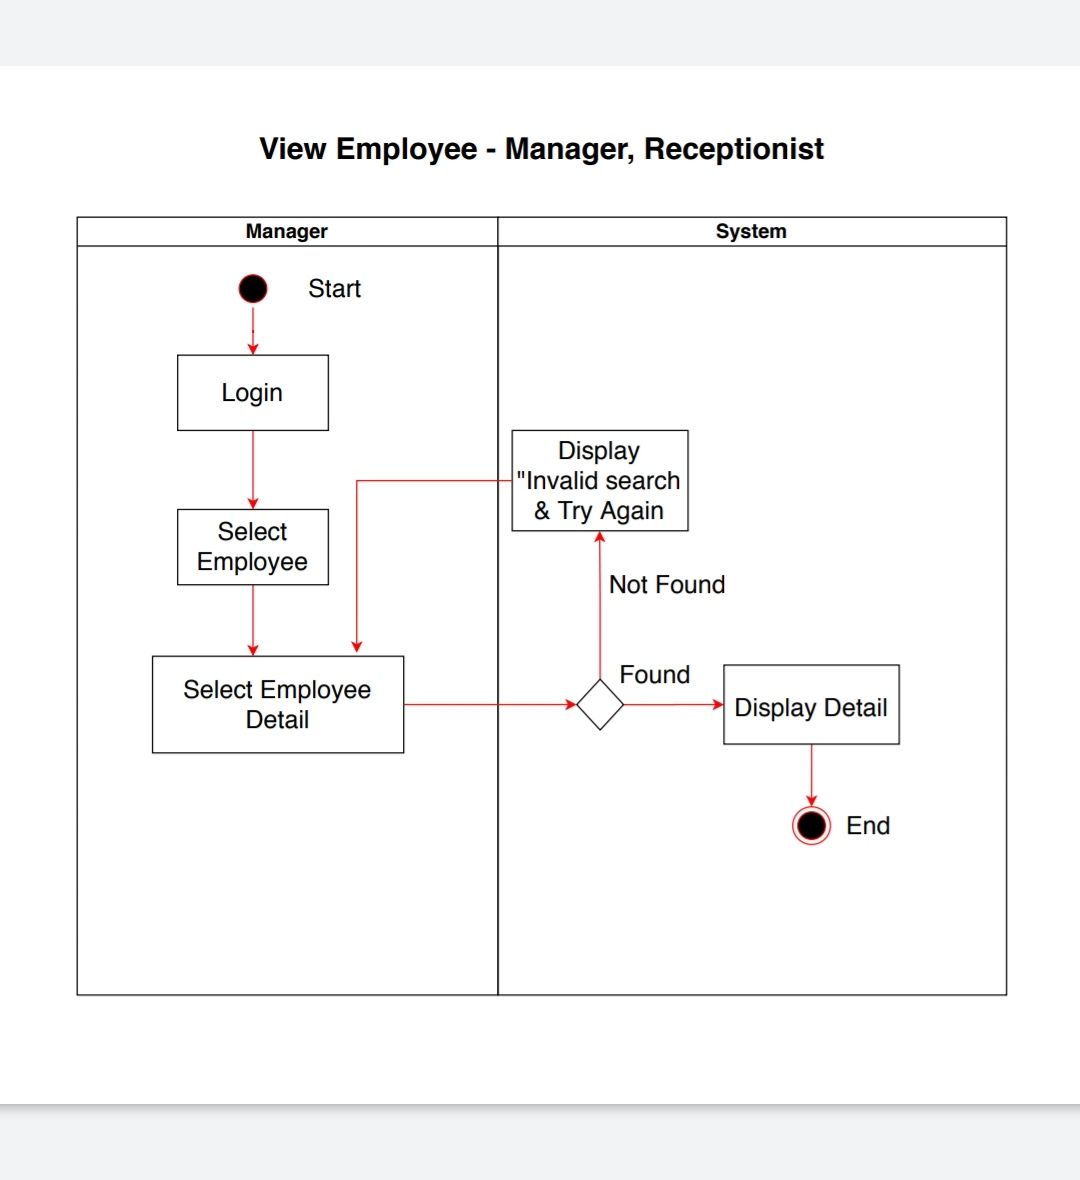 View Employee - Manager, Receptionist
Manager
System
Start
Login
Select
Employee
Select Employee
Detail
Display
"Invalid search
& Try Again
Not Found
Found
Display Detail
End